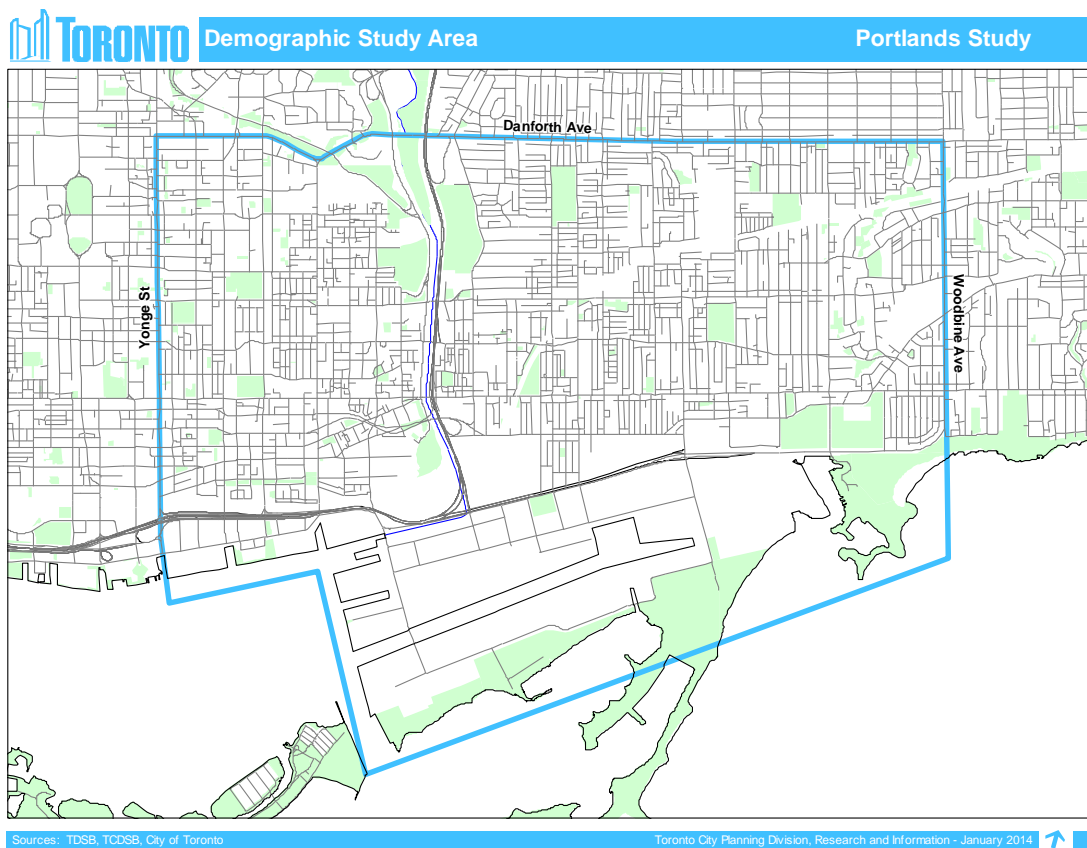 TORONTO
Demographic Study Area
Portlands Study
Danforth Ave
Yonge St
Woodbine Ave
Sources: TDSB, TCDSB, City of Toronto
Toronto City Planning Division, Research and Information - January 2014